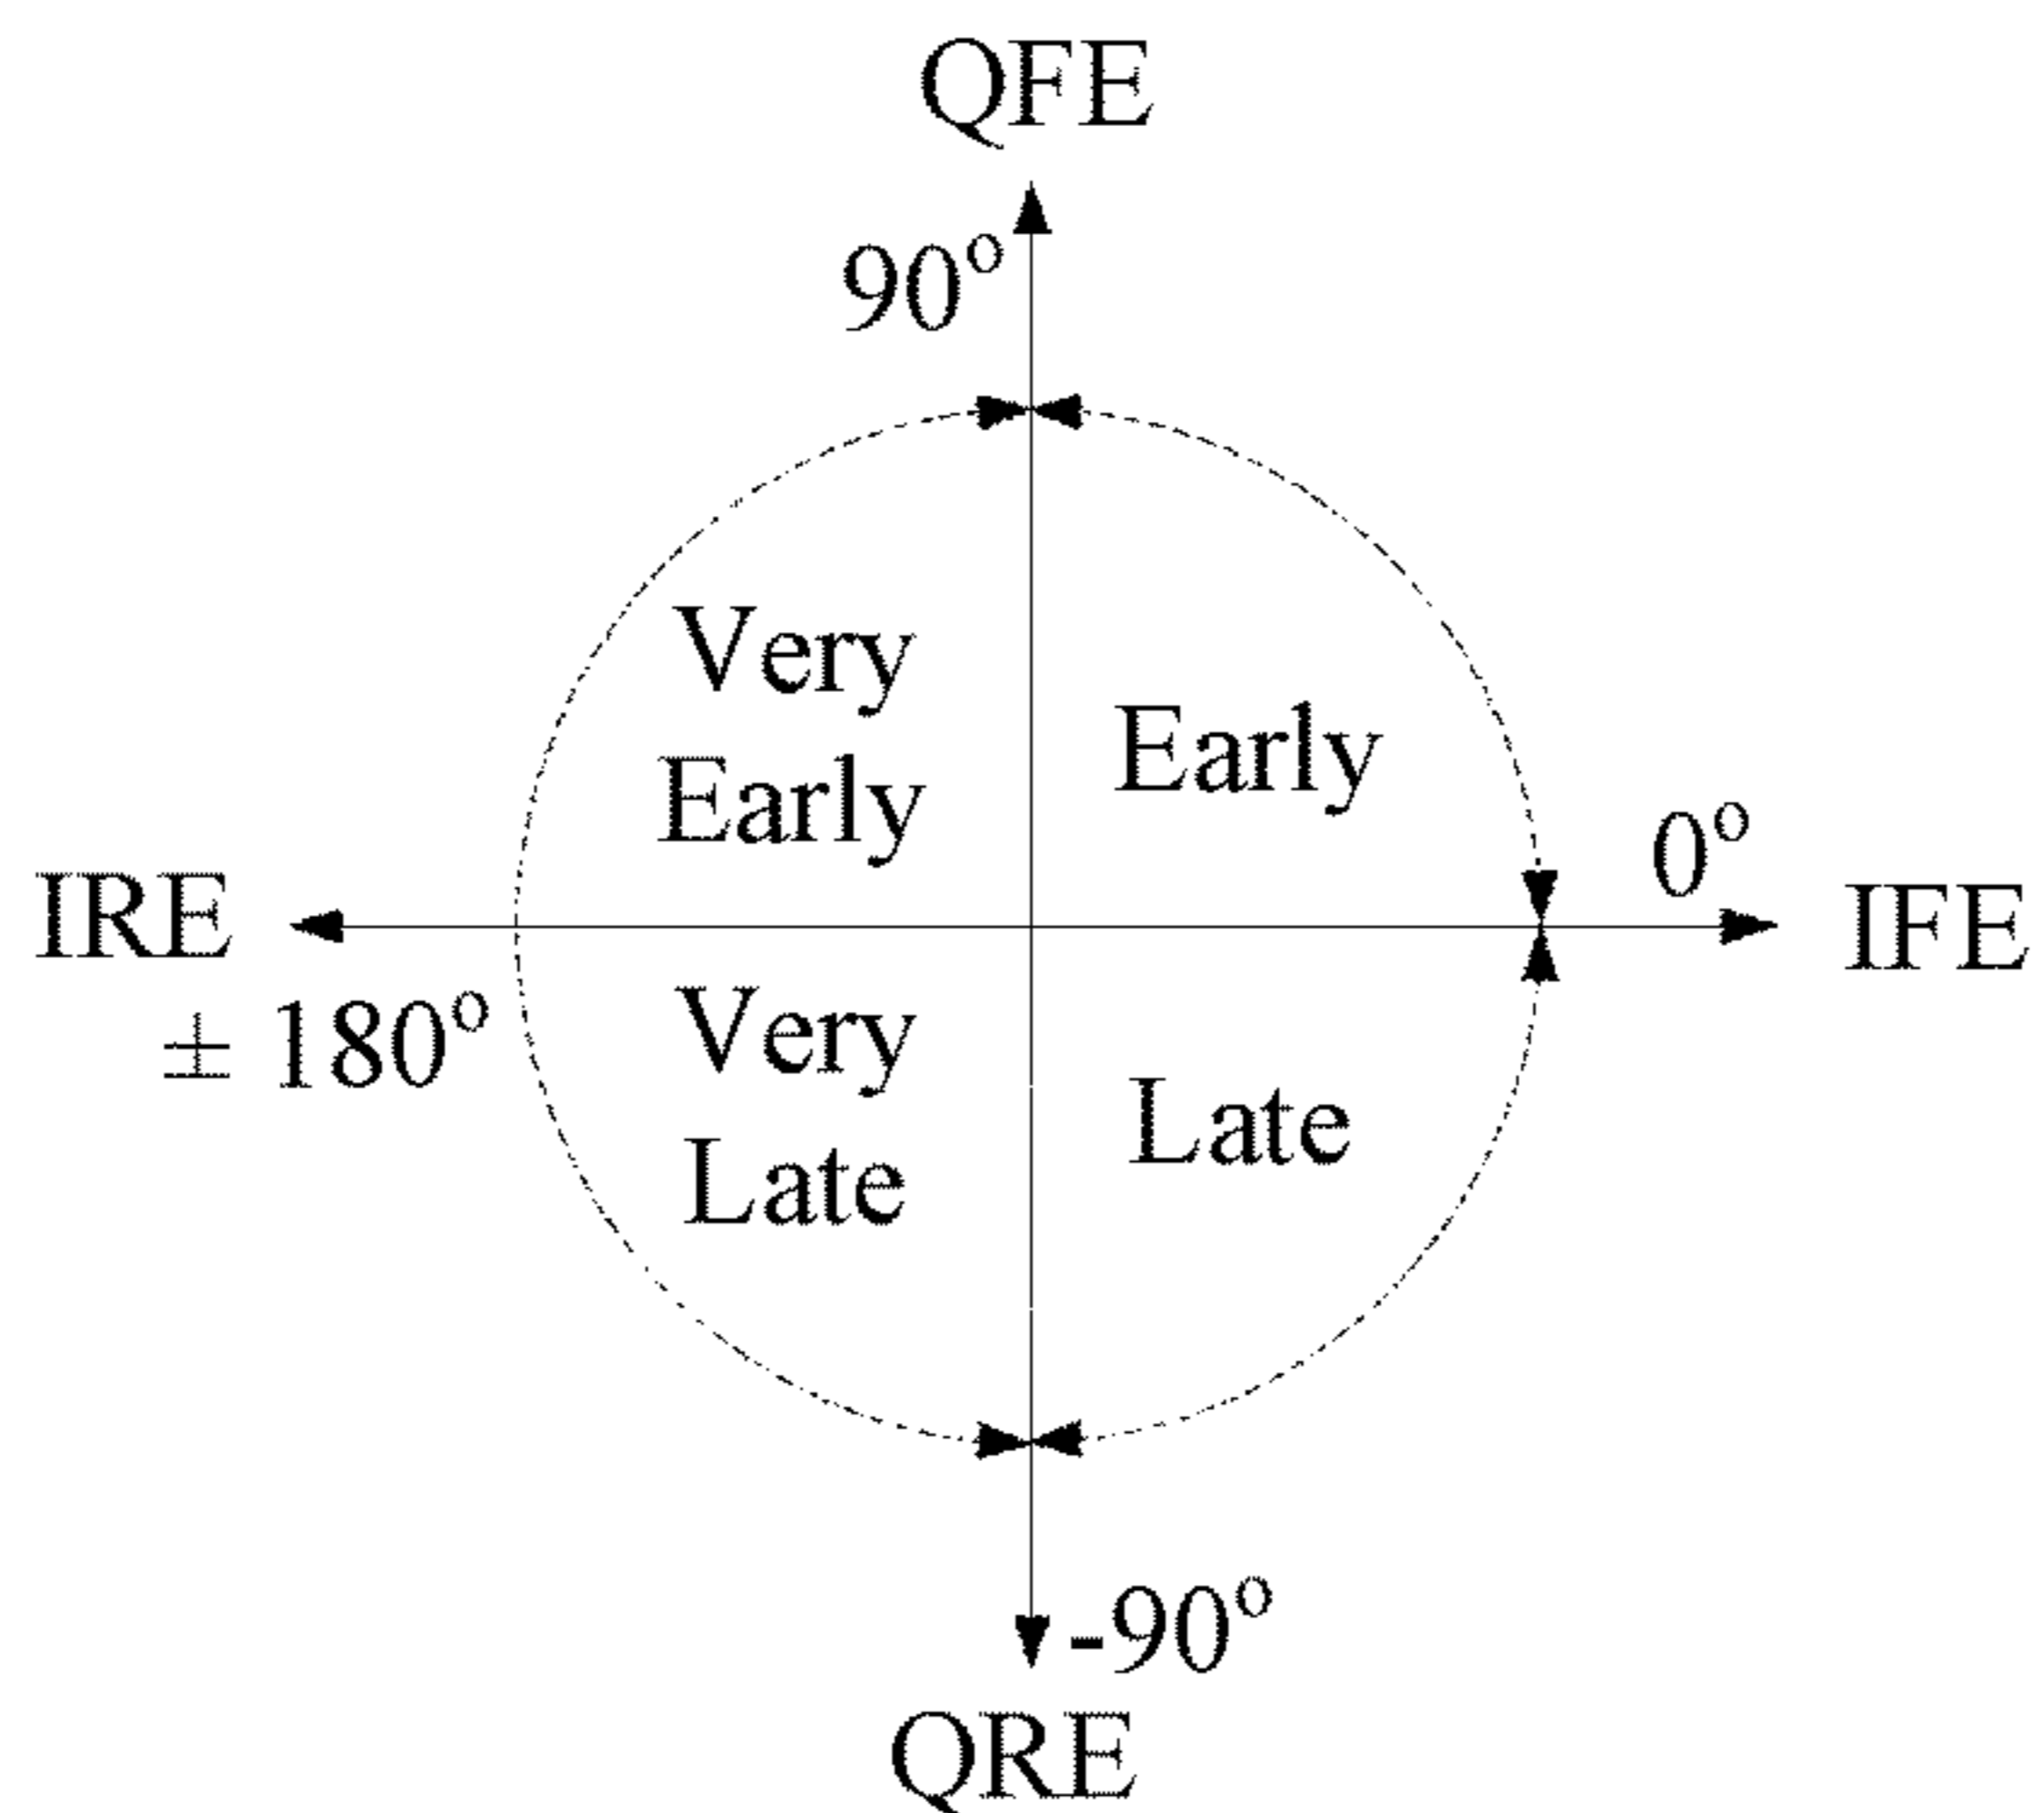 QFE
90°
Very
Early
Early
0°
IRE
IFE
± 180°
Very
Late
Late
-90°
QRE